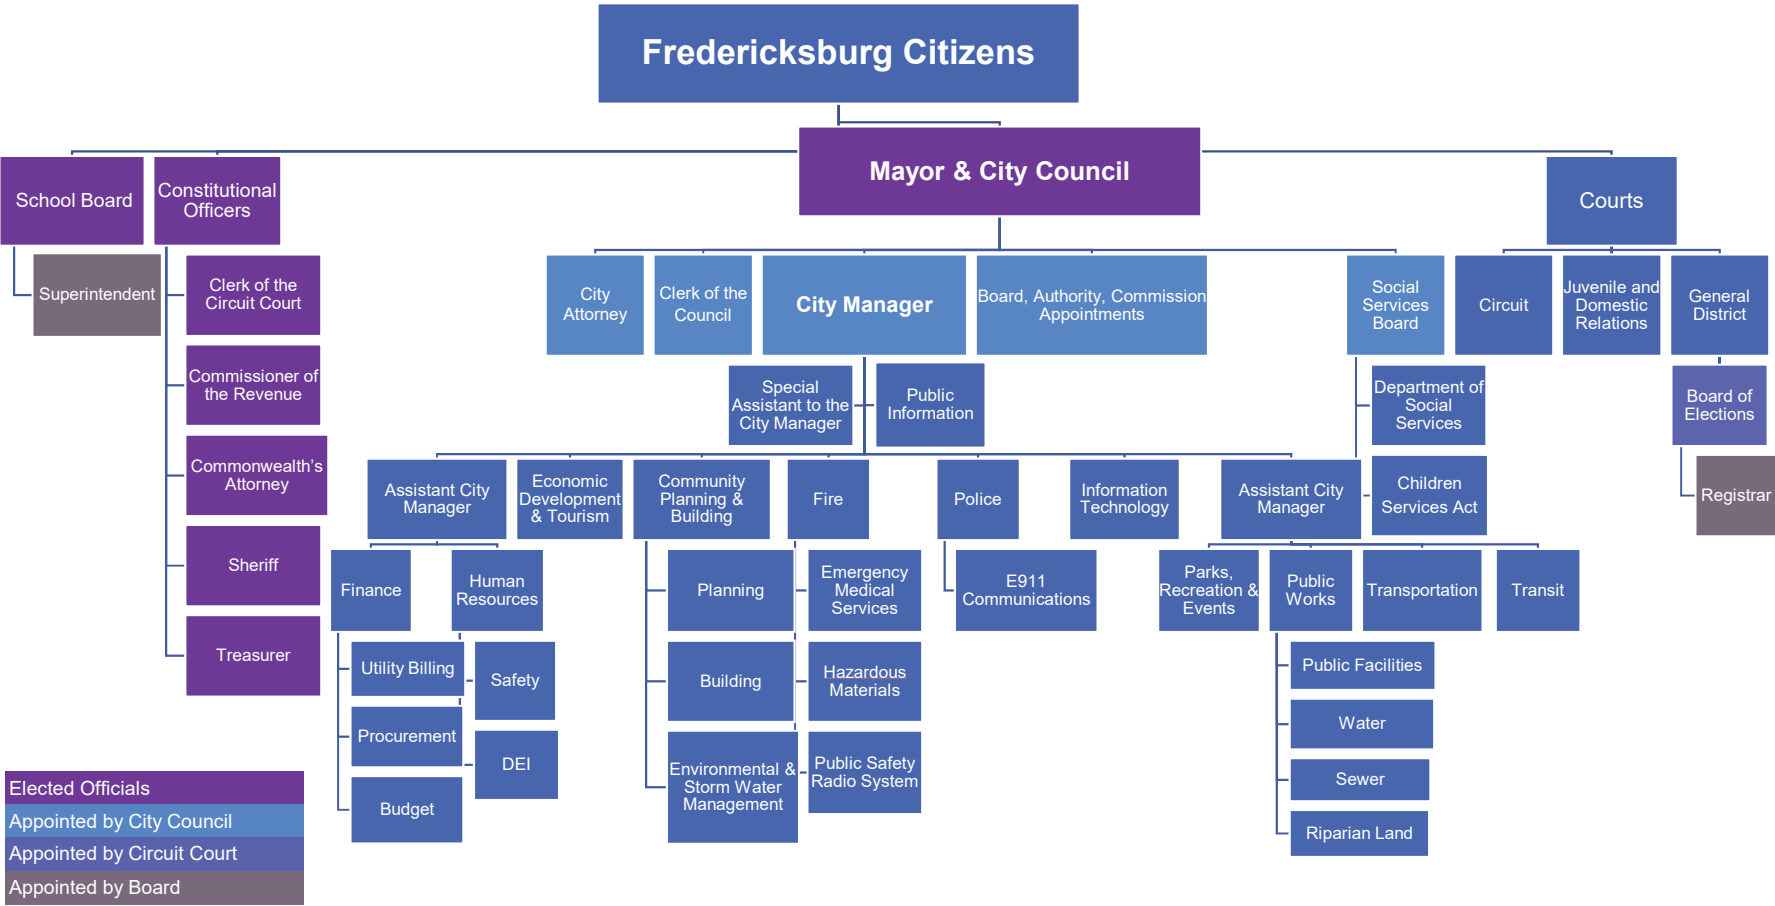 Fredericksburg Citizens
Mayor & City Council
School Board
Constitutional
Officers
Courts
Superintendent
Clerk of the
Circuit Court
Commissioner of
the Revenue
Commonwealth's
Attorney
Sheriff
Treasurer
City
Attorney
Clerk of the
Council
City Manager
Board, Authority, Commission
Appointments
Social
Services
Board
Circuit
Juvenile and
Domestic
Relations
General
District
Special
Assistant to the
City Manager
Public
Information
Department of
Social
Services
Children
Services Act
Board of
Elections
Registrar
Assistant City
Manager
Economic
Development
& Tourism
Community
Planning &
Building
Fire
Police
Information
Technology
Assistant City
Manager
Finance
Human
Resources
Planning
Emergency
Medical
Services
E911
Communications
Parks,
Recreation &
Events
Public
Works
Transportation
Transit
Utility Billing
Safety
Procurement
DEI
Budget
Building
Hazardous
Materials
Environmental &
Storm Water
Management
Public Safety
Radio System
Public Facilities
Water
Sewer
Riparian Land
Elected Officials
Appointed by City Council
Appointed by Circuit Court
Appointed by Board